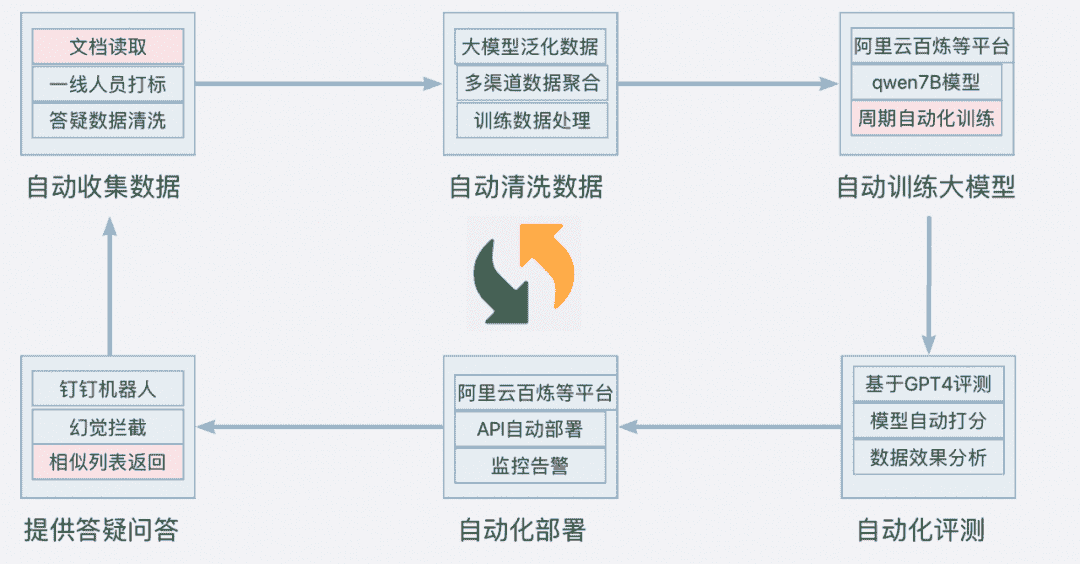 文档读取
一线人员打标
答疑数据清洗
自动收集数据
大模型泛化数据
多渠道数据聚合
训练数据处理
自动清洗数据
阿里云百炼等平台
qwen7B模型
周期自动化训练
自动训练大模型
钉钉机器人
幻觉拦截
相似列表返回
提供答疑问答
阿里云百炼等平台
API自动部署
监控告警
自动化部署
基于GPT4评测
模型自动打分
数据效果分析
自动化评测